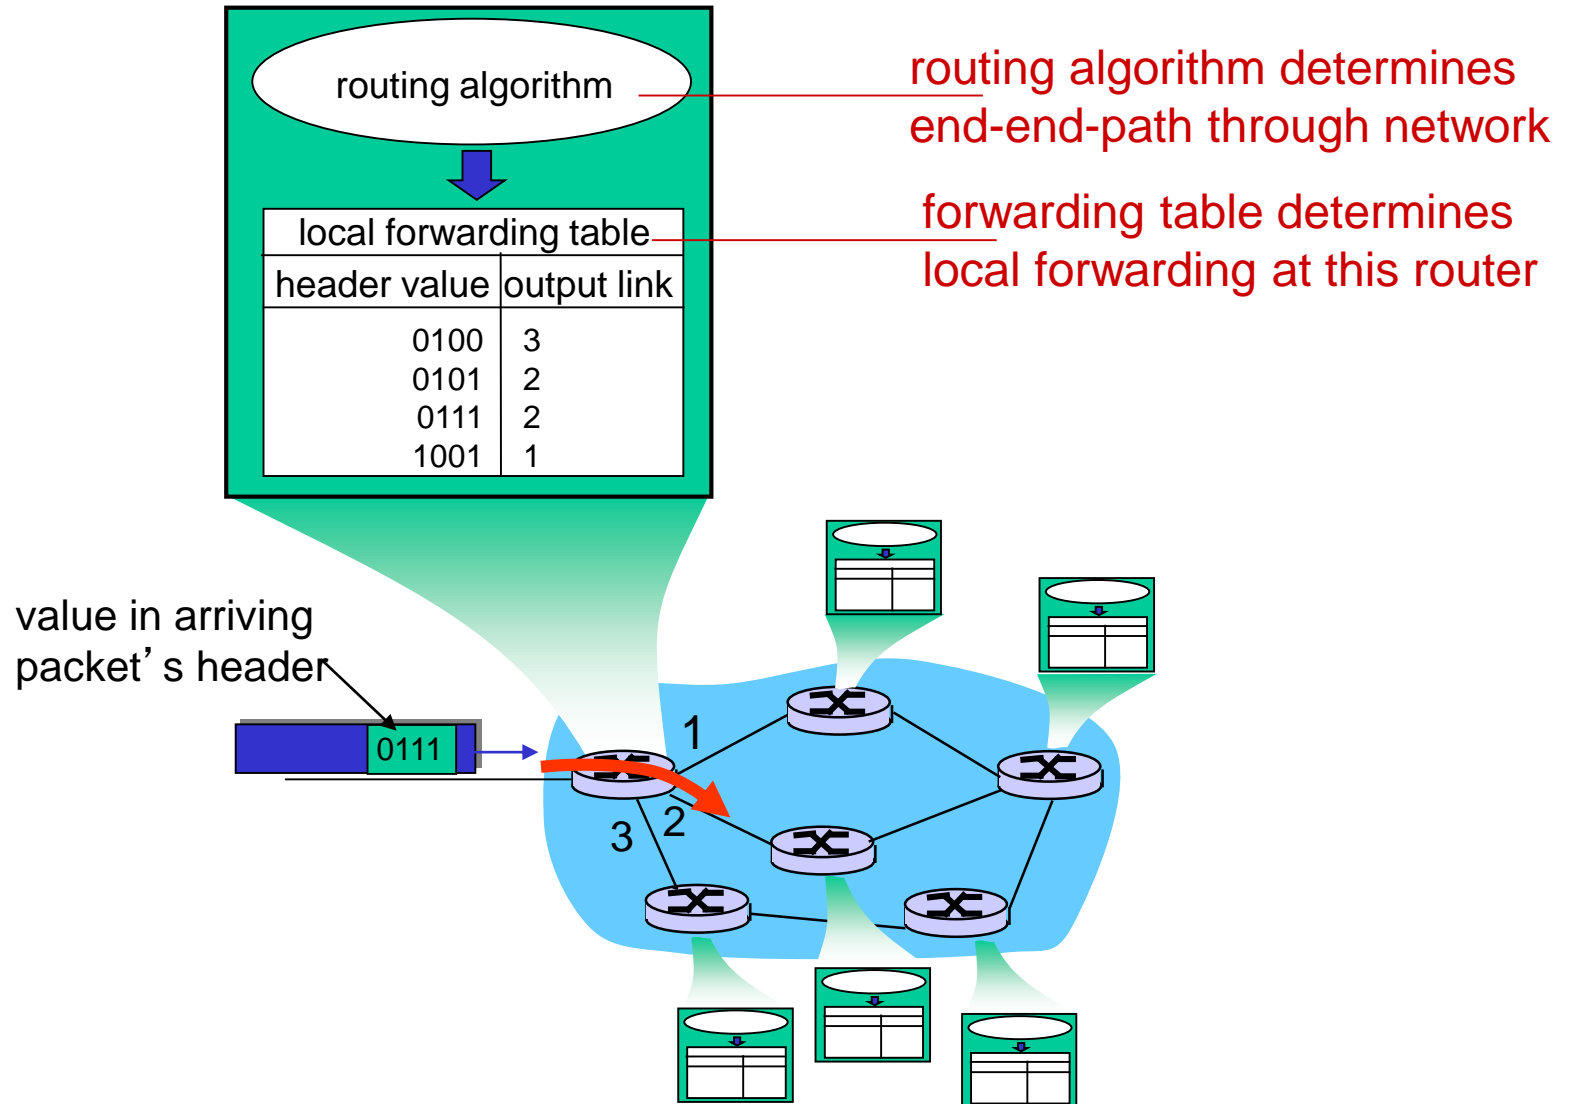 routing algorithm
routing algorithm determines
end-end-path through network
local forwarding table
forwarding table determines
local forwarding at this router
header value output link
0100 3
0101 2
0111 2
1001 1
value in arriving
packet’s header
0111
1
2
3